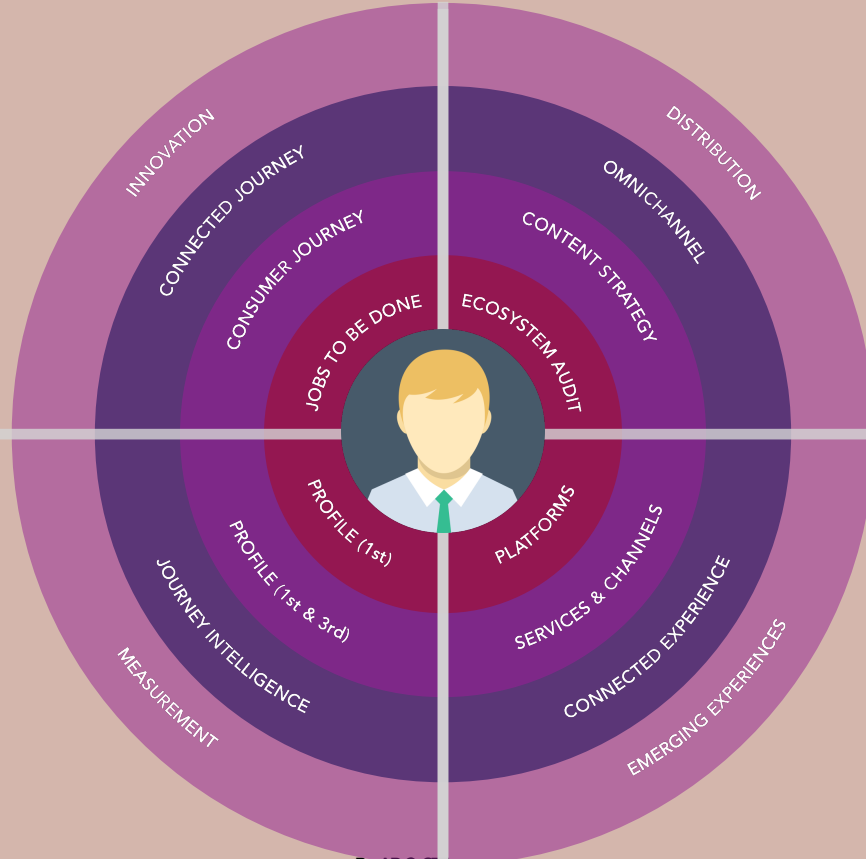 INNOVATION
CONNECTED JOURNEY
CONSUMER JOURNEY
JOBS TO BE DONE
DISTRIBUTION
OMNICHANNEL
CONTENT STRATEGY
ECOSYSTEM AUDIT
PROFILE (1st)
PROFILE (1st & 3rd)
JOURNEY INTELLIGENCE
MEASUREMENT
PLATFORMS
SERVICES & CHANNELS
CONNECTED EXPERIENCE
EMERGING EXPERIENCES